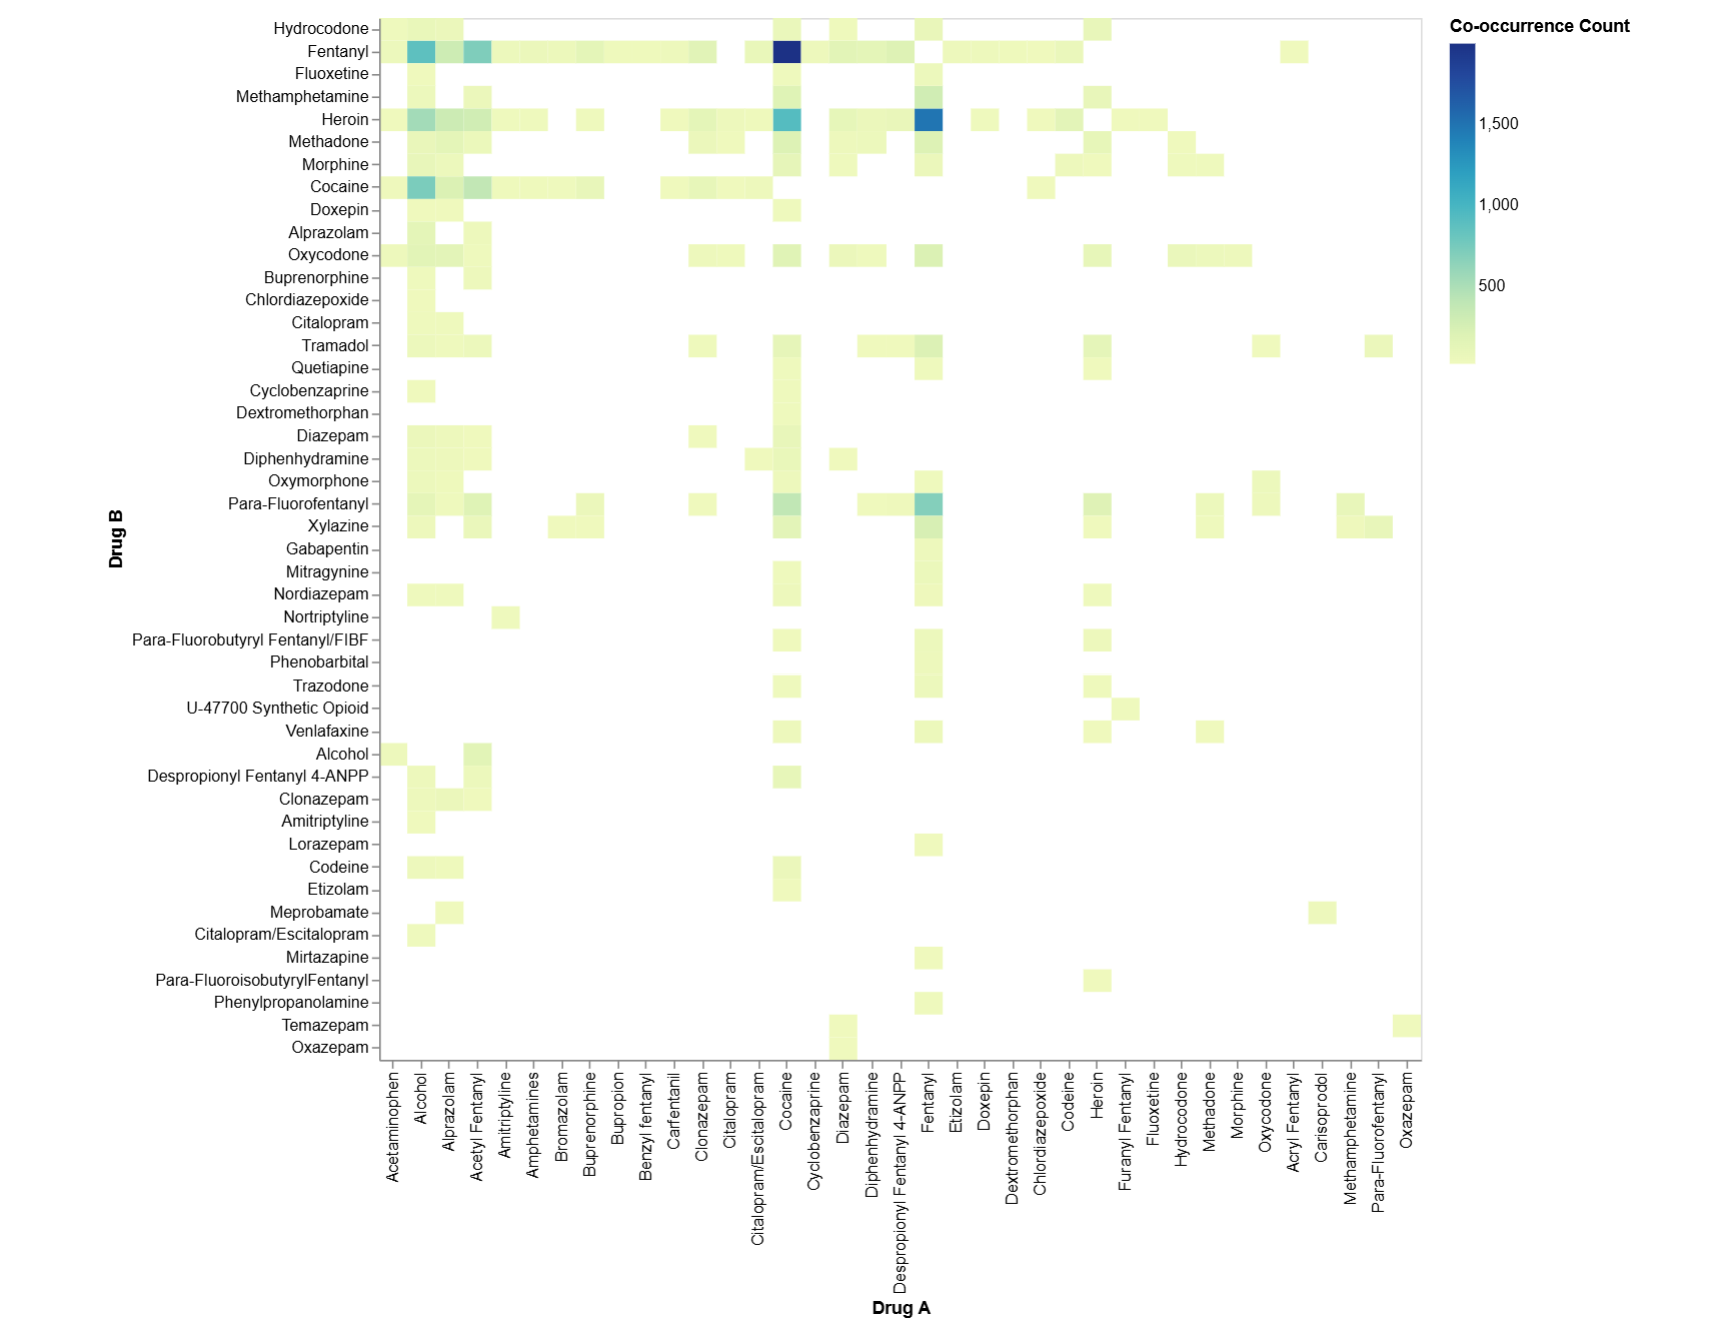 Co-occurrence Count
1,500
1,000
500
Drug B
Hydrocodone
Fentanyl
Fluoxetine
Methamphetamine
Heroin
Methadone
Morphine
Cocaine
Doxepin
Alprazolam
Oxycodone
Buprenorphine
Chlordiazepoxide
Citalopram
Tramadol
Quetiapine
Cyclobenzaprine
Dextromethorphan
Diazepam
Diphenhydramine
Oxymorphone
Para-Fluorofentanyl
Xylazine
Gabapentin
Mitragynine
Nordiazepam
Nortriptyline
Para-Fluorobutyryl Fentanyl/FIBF
Phenobarbital
Trazodone
U-47700 Synthetic Opioid
Venlafaxine
Alcohol
Despropionyl Fentanyl 4-ANPP
Clonazepam
Amitriptyline
Lorazepam
Codeine
Etizolam
Meprobamate
Citalopram/Escitalopram
Mirtazapine
Para-FluoroisobutyrylFentanyl
Phenylpropanolamine
Temazepam
Oxazepam
Acetaminophen
Alcohol
Alprazolam
Acetyl Fentanyl
Amitriptyline
Amphetamines
Bromazolam
Buprenorphine
Bupropion
Benzyl fentanyl
Carfentanil
Clonazepam
Citalopram
Citalopram/Escitalopram
Cocaine
Cyclobenzaprine
Diazepam
Diphenhydramine
Despropionyl Fentanyl 4-ANPP
Fentanyl
Etizolam
Doxepin
Dextromethorphan
Chlordiazepoxide
Codeine
Heroin
Furanyl Fentanyl
Fluoxetine
Hydrocodone
Methadone
Morphine
Oxycodone
Acryl Fentanyl
Carisoprodol
Methamphetamine
Para-Fluorofentanyl
Oxazepam
Drug A